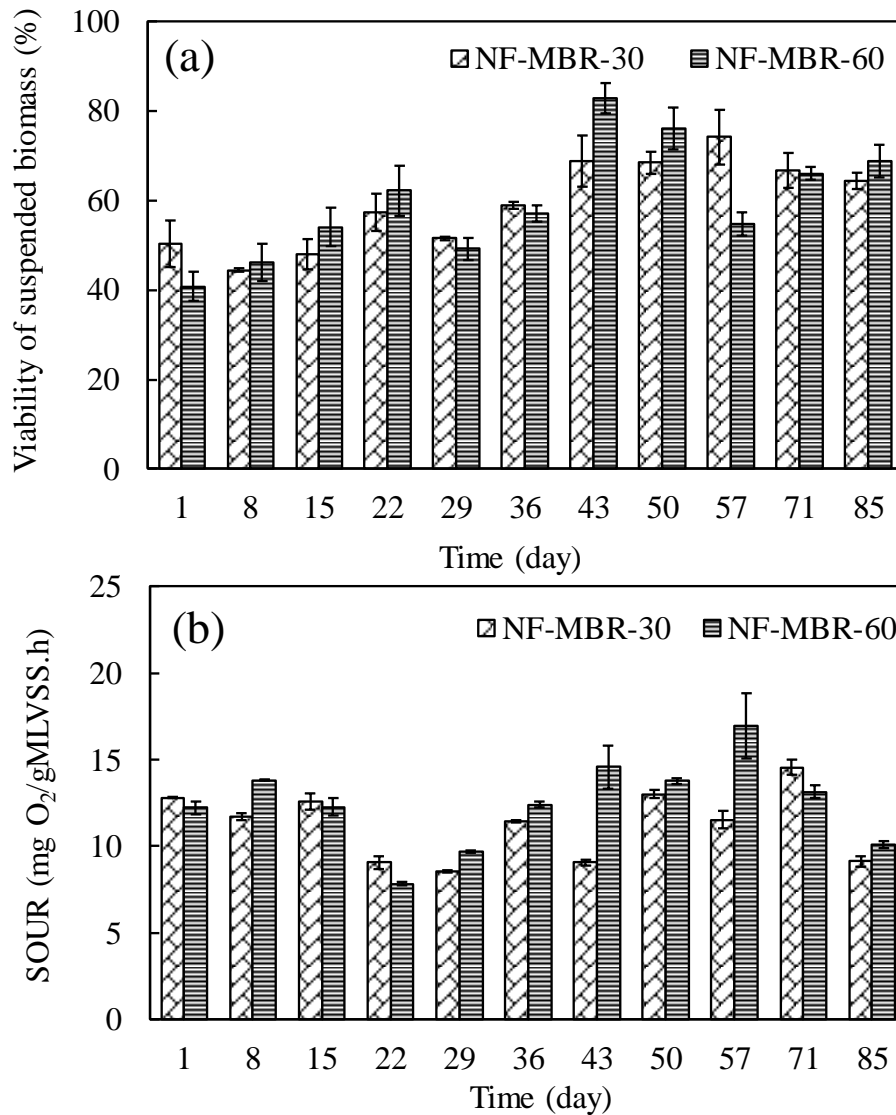 (a)
NF-MBR-30 NF-MBR-60
Viability of suspended biomass (%)
100
80
60
40
20
0
1 8 15 22 29 36 43 50 57 71 85
Time (day)
(b)
NF-MBR-30 NF-MBR-60
SOUR (mg O₂/gMLVSS.h)
25
20
15
10
5
0
1 8 15 22 29 36 43 50 57 71 85
Time (day)